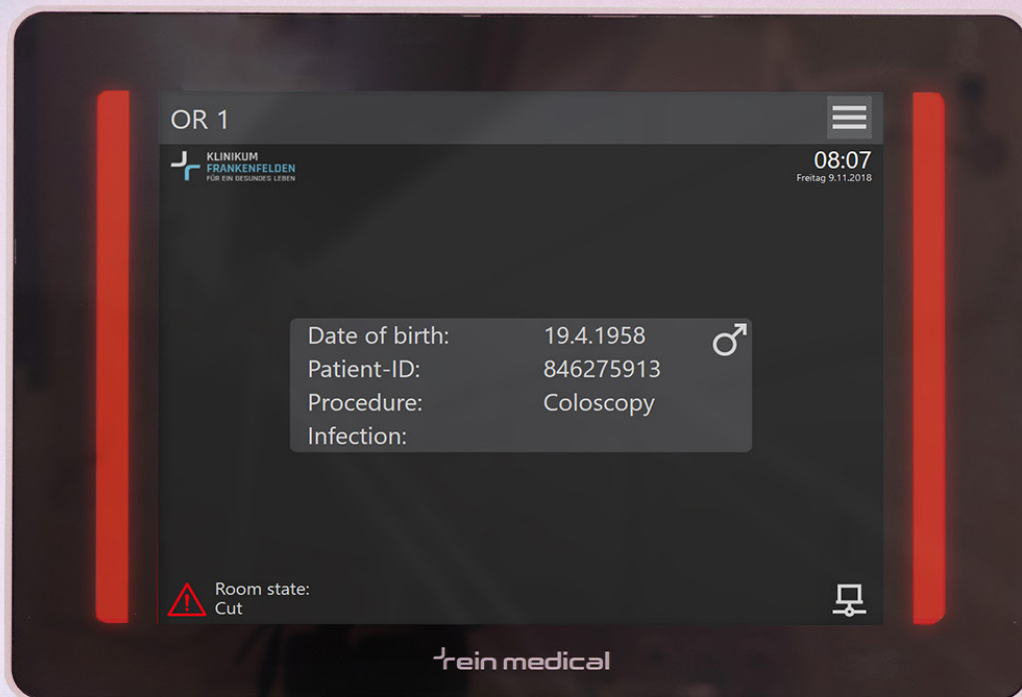 OR 1
KLINIKUM
FRANKENFELDEN
FÜR EIN GESUNDES LEBEN
08:07
Freitag 9.11.2018
Date of birth: 19.4.1958
Patient-ID: 846275913
Procedure: Coloscopy
Infection:
Room state:
Cut
rein medical